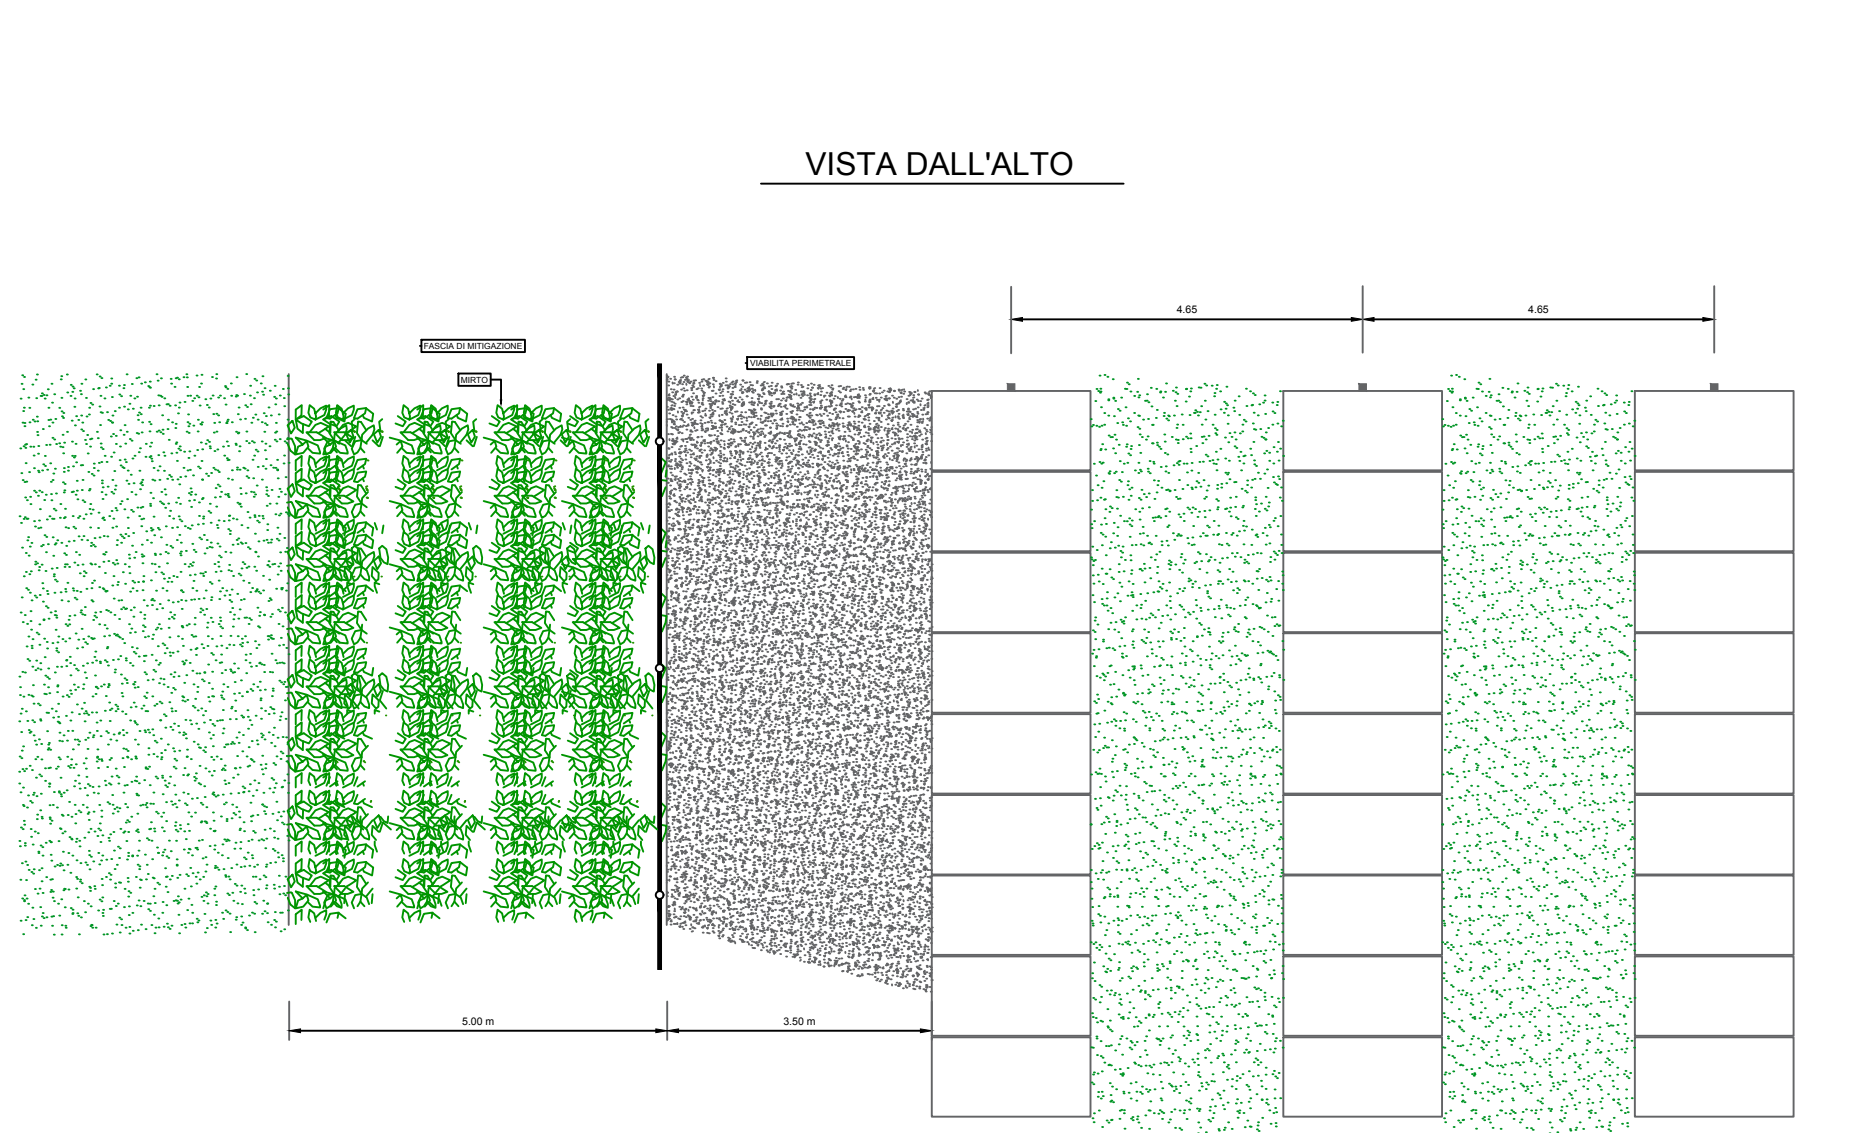 VISTA DALL'ALTO
4.65
4.65
FASCIA DI MITIGAZIONE
VIABILITA PERIMETRALE
MIRTO
5.00 m
3.50 m